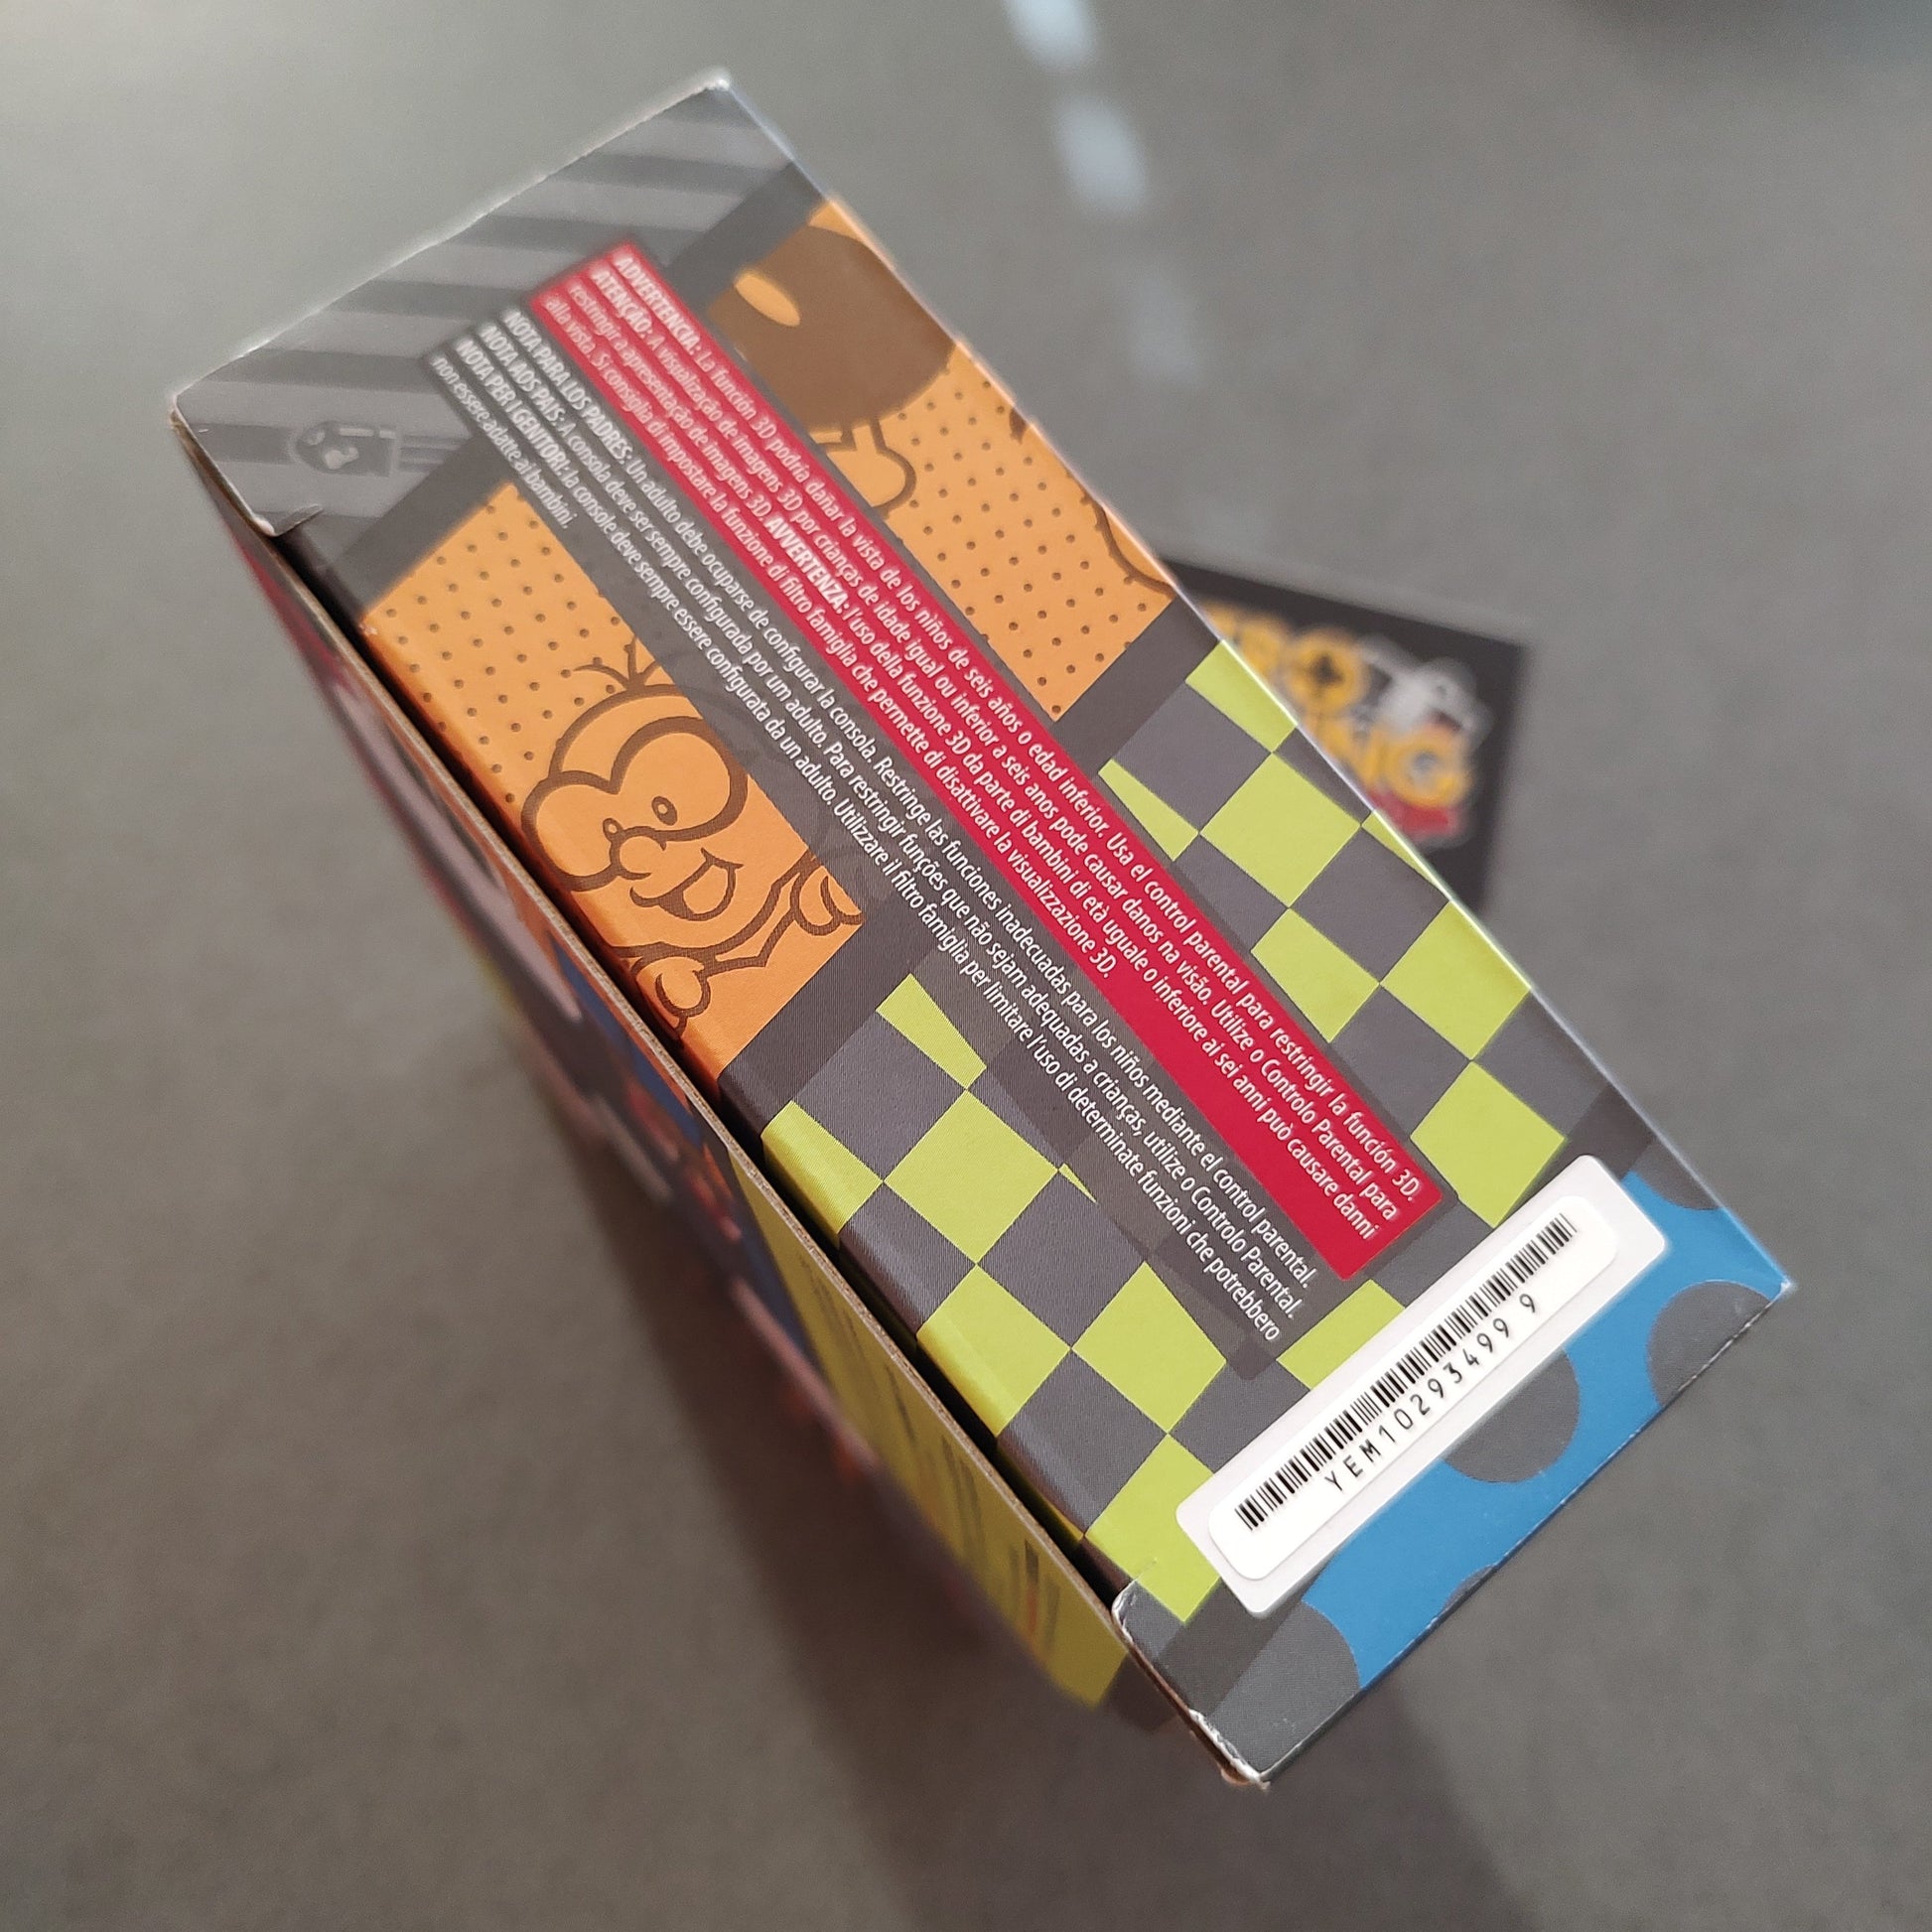 ADVERTENCIA: La función 3D podría dañar la vista de los niños de seis años o edad inferior. Usa el control parental para restringir la función 3D.
ATENÇÃO: A visualização de imagens 3D por crianças de idade igual ou inferior a seis anos pode causar danos na visão. Utilize o Controlo Parental para
restringir a apresentação de imagens 3D. AVVERTENZA: l'uso della funzione 3D da parte di bambini di età uguale o inferiore ai sei anni può causare danni
alla vista. Si consiglia di impostare la funzione di filtro famiglia che permette di disattivare la visualizzazione 3D.
NOTA PARA LOS PADRES: Un adulto debe ocuparse de configurar la consola. Restringe las funciones inadecuadas para los niños mediante el control parental.
NOTA AOS PAIS: A consola deve ser sempre configurada por um adulto. Para restringir funções que não sejam adequadas a crianças, utilize o Controlo Parental.
NOTA PER I GENITORI: la console deve sempre essere configurata da un adulto. Utilizzare il filtro famiglia per limitare l'uso di determinate funzioni che potrebbero
non essere adatte ai bambini.
YEM10293499 9